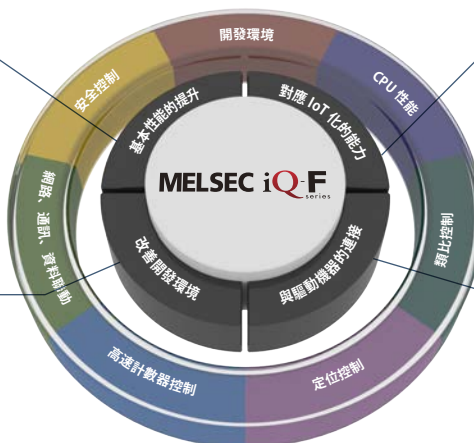 開發環境
CPU 性能
類比控制
定位控制
高速計數器控制
網路、通訊、資料驅動
安全控制
基本性能的提升
對應 IoT 化的能力
與驅動機器的連接
改善開發環境
MELSEC iQ-F
series